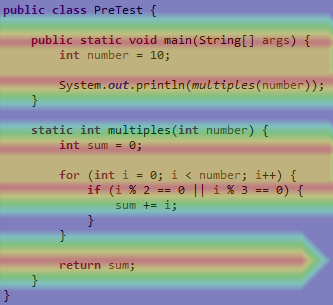 public class PreTest {
public static void main(String[] args) {
int number = 10;
System.out.println(multiples(number));
}
static int multiples(int number) {
int sum = 0;
for (int i = 0; i < number; i++) {
if (i % 2 == 0 || i % 3 == 0) {
sum += i;
}
}
return sum;
}
}